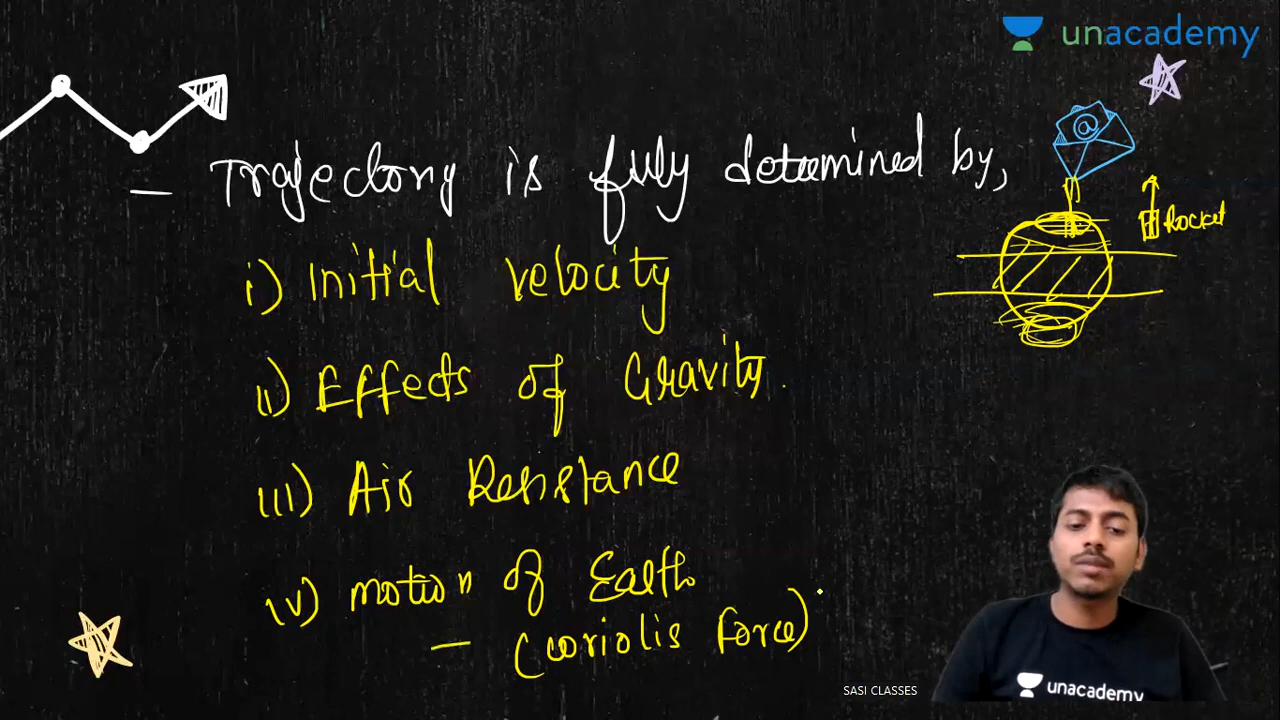 unacademy
- Trajectory is fully determined by,
Rocket
i) Initial velocity
ii) Effects of Gravity.
iii) Air Resistance
iv) motion of Earth
- (coriolis Force)
SASI CLASSES
unacademy